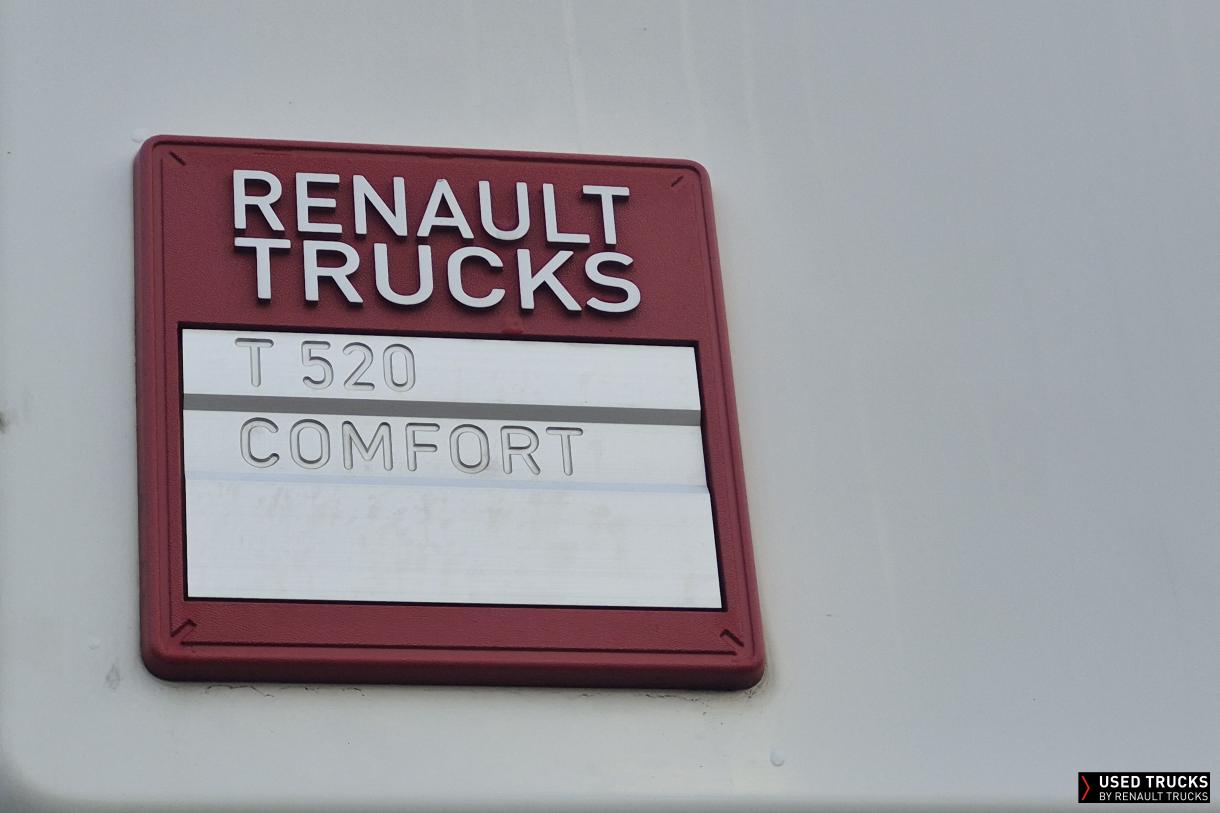 RENAULT
TRUCKS
T 520
COMFORT
USED TRUCKS
BY RENAULT TRUCKS